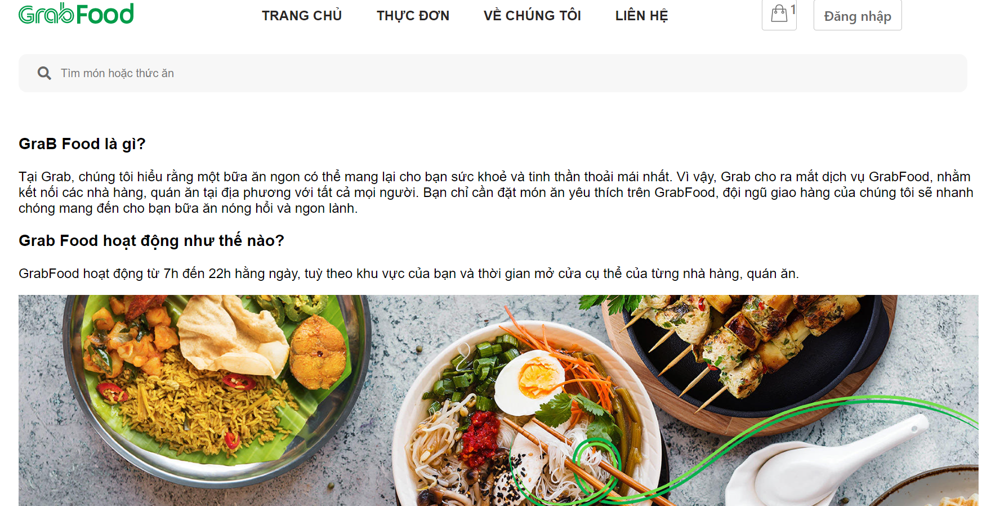 GrabFood
TRANG CHỦ
THỰC ĐƠN
VỀ CHÚNG TÔI
LIÊN HỆ
1
Đăng nhập
Tìm món hoặc thức ăn
GraB Food là gì?
Tại Grab, chúng tôi hiểu rằng một bữa ăn ngon có thể mang lại cho bạn sức khoẻ và tinh thần thoải mái nhất. Vì vậy, Grab cho ra mắt dịch vụ GrabFood, nhằm
kết nối các nhà hàng, quán ăn tại địa phương với tất cả mọi người. Bạn chỉ cần đặt món ăn yêu thích trên GrabFood, đội ngũ giao hàng của chúng tôi sẽ nhanh
chóng mang đến cho bạn bữa ăn nóng hổi và ngon lành.
Grab Food hoạt động như thế nào?
GrabFood hoạt động từ 7h đến 22h hằng ngày, tuỳ theo khu vực của bạn và thời gian mở cửa cụ thể của từng nhà hàng, quán ăn.